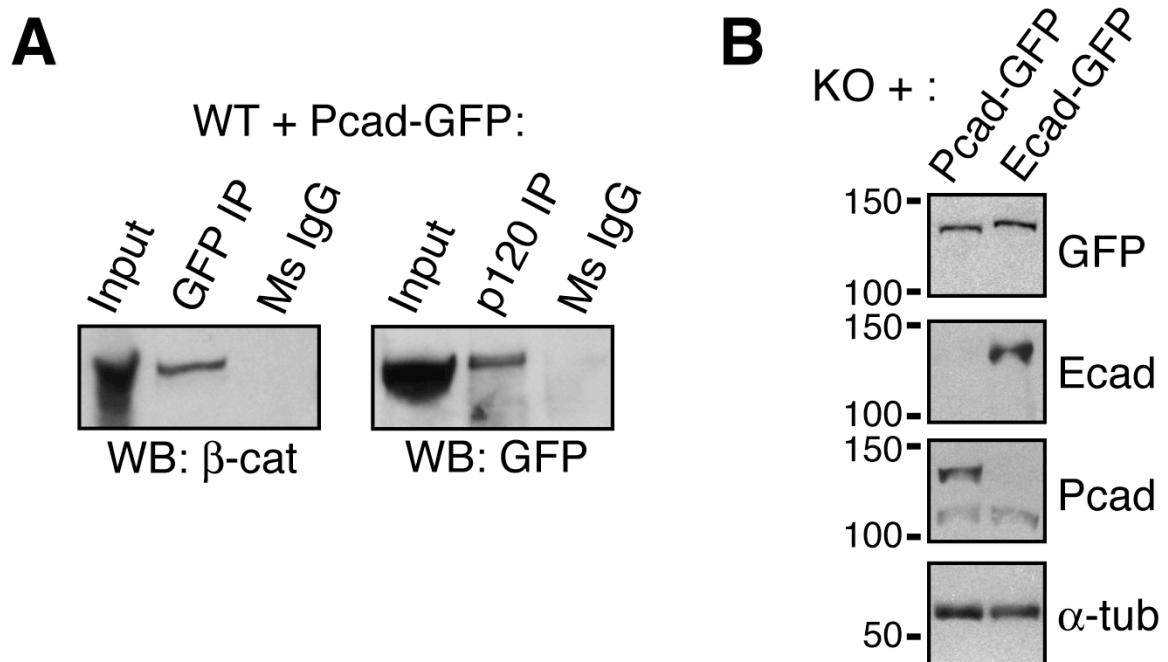 A
WT + Pcad-GFP:
Input
GFP IP
Ms IgG
WB: β-cat
Input
p120 IP
Ms IgG
WB: GFP
B
KO + :
Pcad-GFP
Ecad-GFP
150
100
GFP
150
100
Ecad
150
100
Pcad
50
α-tub